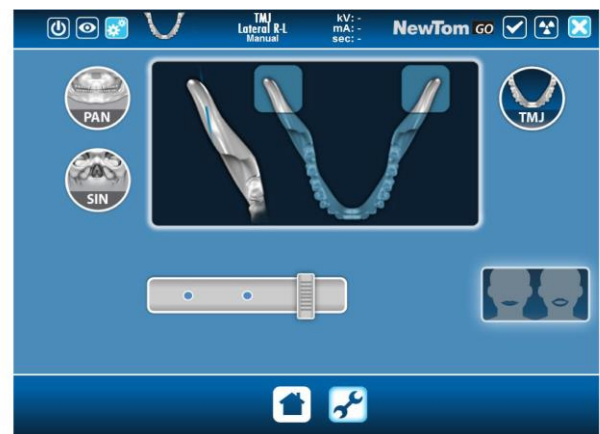 TMJ
Lateral R-L
Manual
kV: -
mA: -
sec: -
NewTom GO
PAN
SIN
TMJ